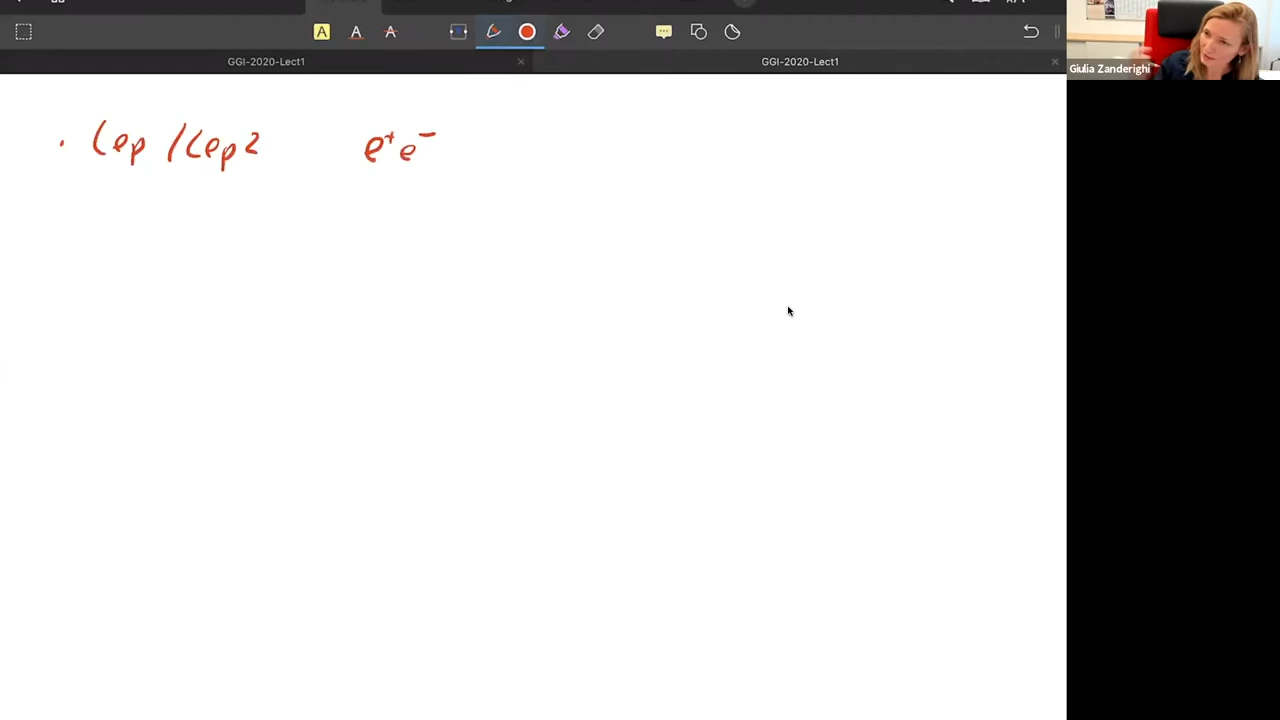 A A A
GGI-2020-Lect1 GGI-2020-Lect1
Giulia Zanderighi
· Lep / Lep2 e⁺e⁻